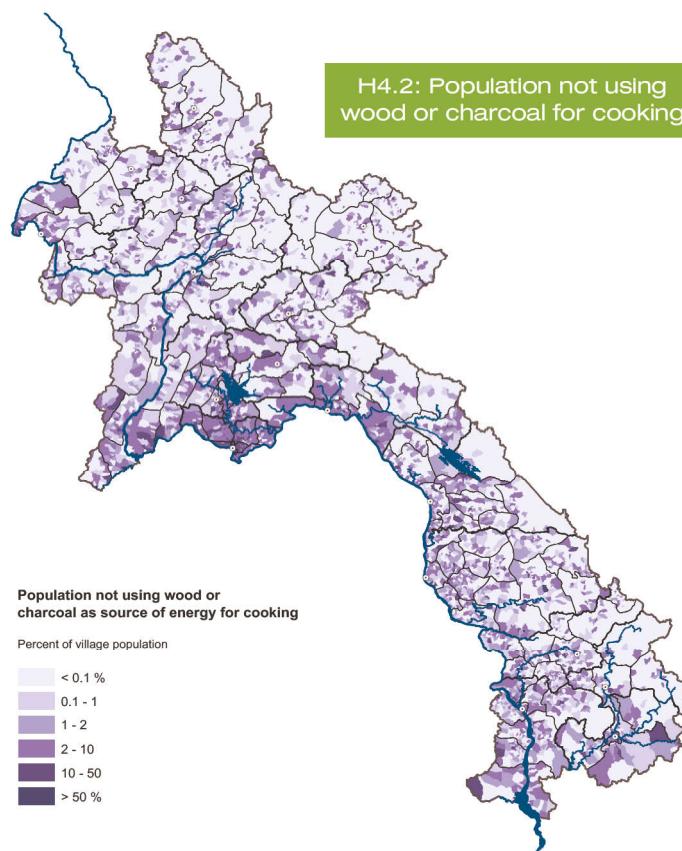 H4.2: Population not using
wood or charcoal for cooking
Population not using wood or
charcoal as source of energy for cooking
Percent of village population
< 0.1 %
0.1 - 1
1 - 2
2 - 10
10 - 50
> 50 %